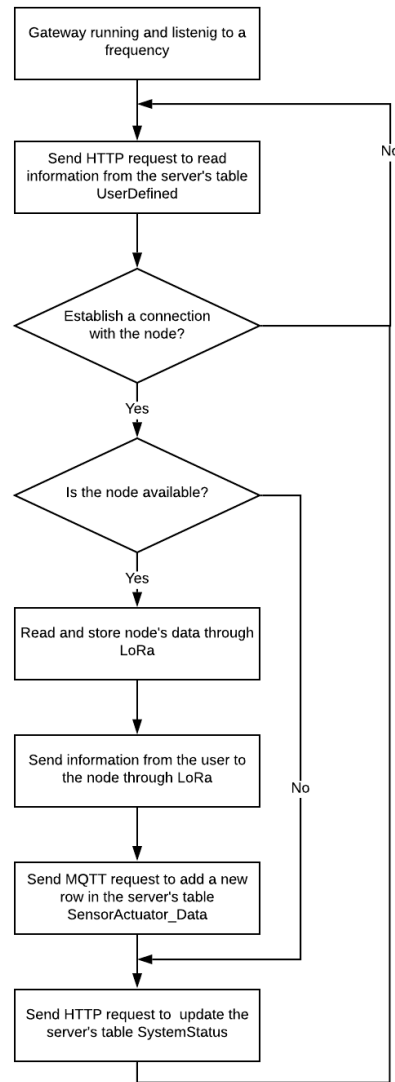 Gateway running and listenig to a
frequency
No
Send HTTP request to read
information from the server's table
UserDefined
Establish a connection
with the node?
Yes
Is the node available?
Yes
Read and store node's data through
LoRa
Send information from the user to
the node through LoRa
No
Send MQTT request to add a new
row in the server's table
SensorActuator_Data
Send HTTP request to update the
server's table SystemStatus